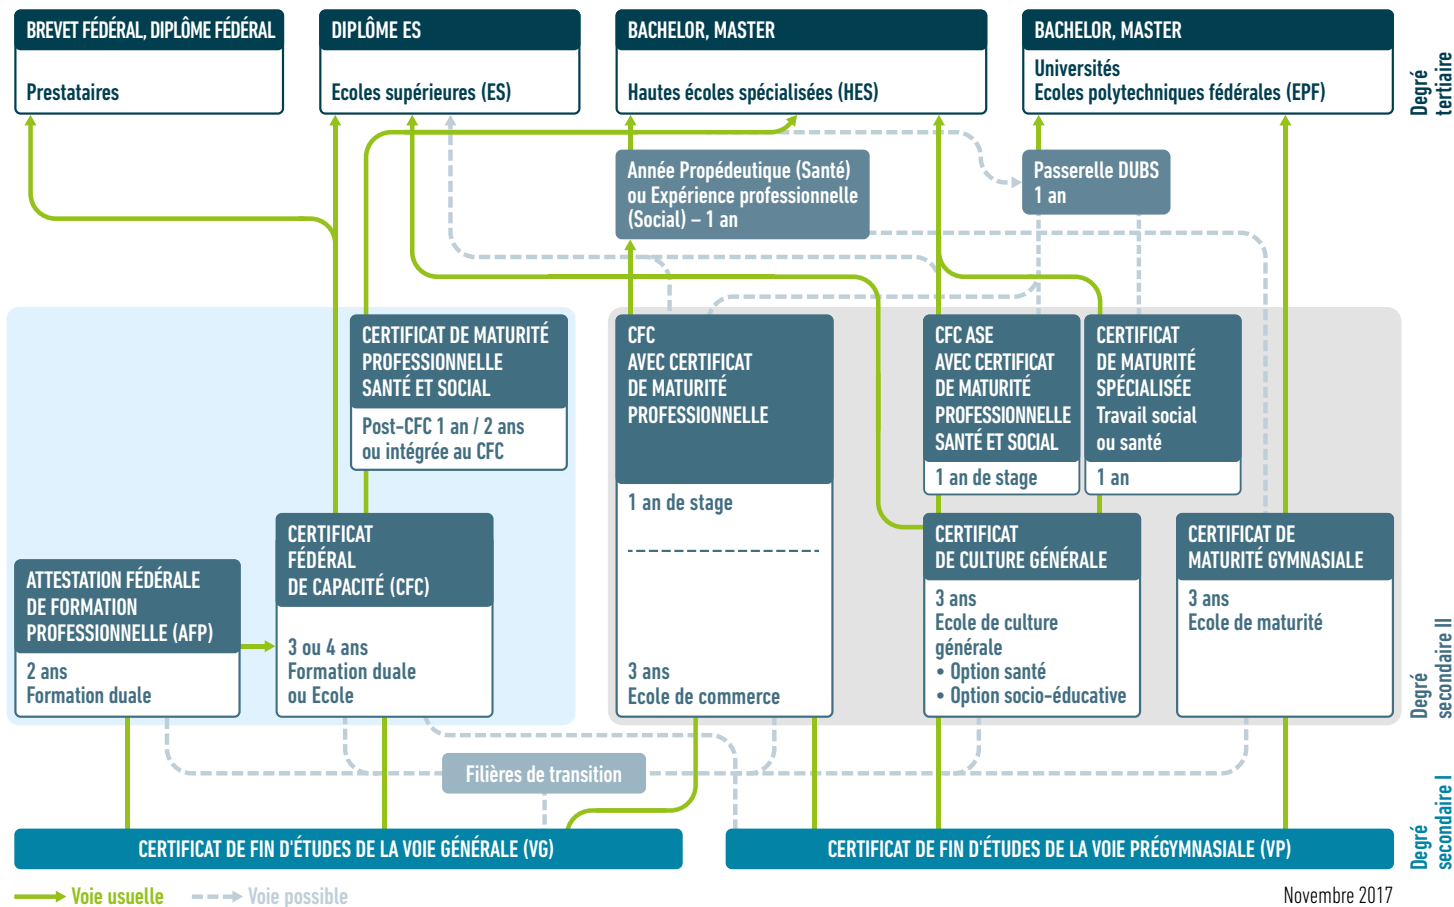 BREVET FÉDÉRAL, DIPLÔME FÉDÉRAL
Prestataires
DIPLÔME ES
Ecoles supérieures (ES)
BACHELOR, MASTER
Hautes écoles spécialisées (HES)
BACHELOR, MASTER
Universités
Ecoles polytechniques fédérales (EPF)
Degré
tertiaire
Année Propédeutique (Santé)
ou Expérience professionnelle
(Social) – 1 an
Passerelle DUBS
1 an
CERTIFICAT DE MATURITÉ
PROFESSIONNELLE
SANTÉ ET SOCIAL
Post-CFC 1 an / 2 ans
ou intégrée au CFC
CFC
AVEC CERTIFICAT
DE MATURITÉ
PROFESSIONNELLE
1 an de stage
3 ans
Ecole de commerce
CFC ASE
AVEC CERTIFICAT
DE MATURITÉ
PROFESSIONNELLE
SANTÉ ET SOCIAL
1 an de stage
CERTIFICAT
DE MATURITÉ
SPÉCIALISÉE
Travail social
ou santé
1 an
ATTESTATION FÉDÉRALE
DE FORMATION
PROFESSIONNELLE (AFP)
2 ans
Formation duale
CERTIFICAT
FÉDÉRAL
DE CAPACITÉ (CFC)
3 ou 4 ans
Formation duale
ou Ecole
CERTIFICAT
DE CULTURE GÉNÉRALE
3 ans
Ecole de culture
générale
• Option santé
• Option socio-éducative
CERTIFICAT DE
MATURITÉ GYMNASIALE
3 ans
Ecole de maturité
Degré
secondaire II
Filières de transition
CERTIFICAT DE FIN D'ÉTUDES DE LA VOIE GÉNÉRALE (VG)
CERTIFICAT DE FIN D'ÉTUDES DE LA VOIE PRÉGYMNASIALE (VP)
Degré
secondaire I
Voie usuelle
Voie possible
Novembre 2017